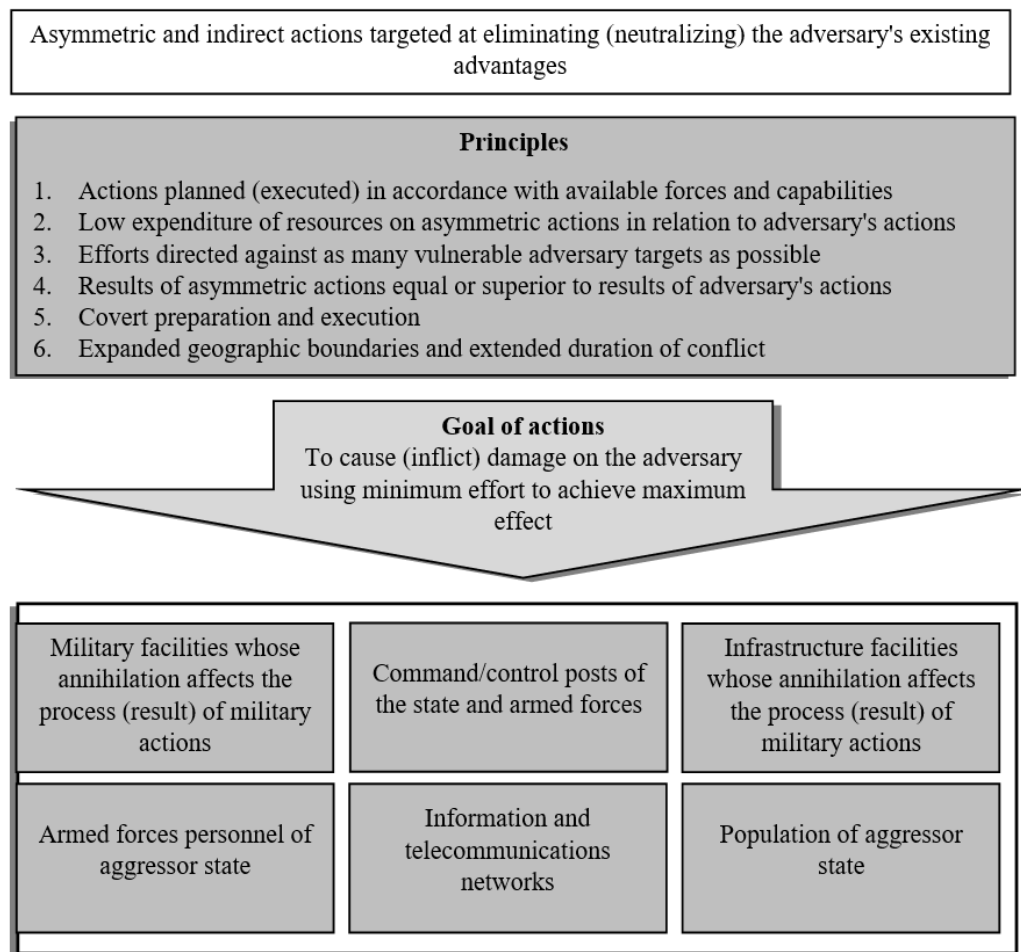 Asymmetric and indirect actions targeted at eliminating (neutralizing) the adversary's existing
advantages
Principles
1. Actions planned (executed) in accordance with available forces and capabilities
2. Low expenditure of resources on asymmetric actions in relation to adversary's actions
3. Efforts directed against as many vulnerable adversary targets as possible
4. Results of asymmetric actions equal or superior to results of adversary's actions
5. Covert preparation and execution
6. Expanded geographic boundaries and extended duration of conflict
Goal of actions
To cause (inflict) damage on the adversary
using minimum effort to achieve maximum
effect
Military facilities whose
annihilation affects the
process (result) of military
actions
Command/control posts of
the state and armed forces
Infrastructure facilities
whose annihilation affects
the process (result) of
military actions
Armed forces personnel of
aggressor state
Information and
telecommunications
networks
Population of aggressor
state